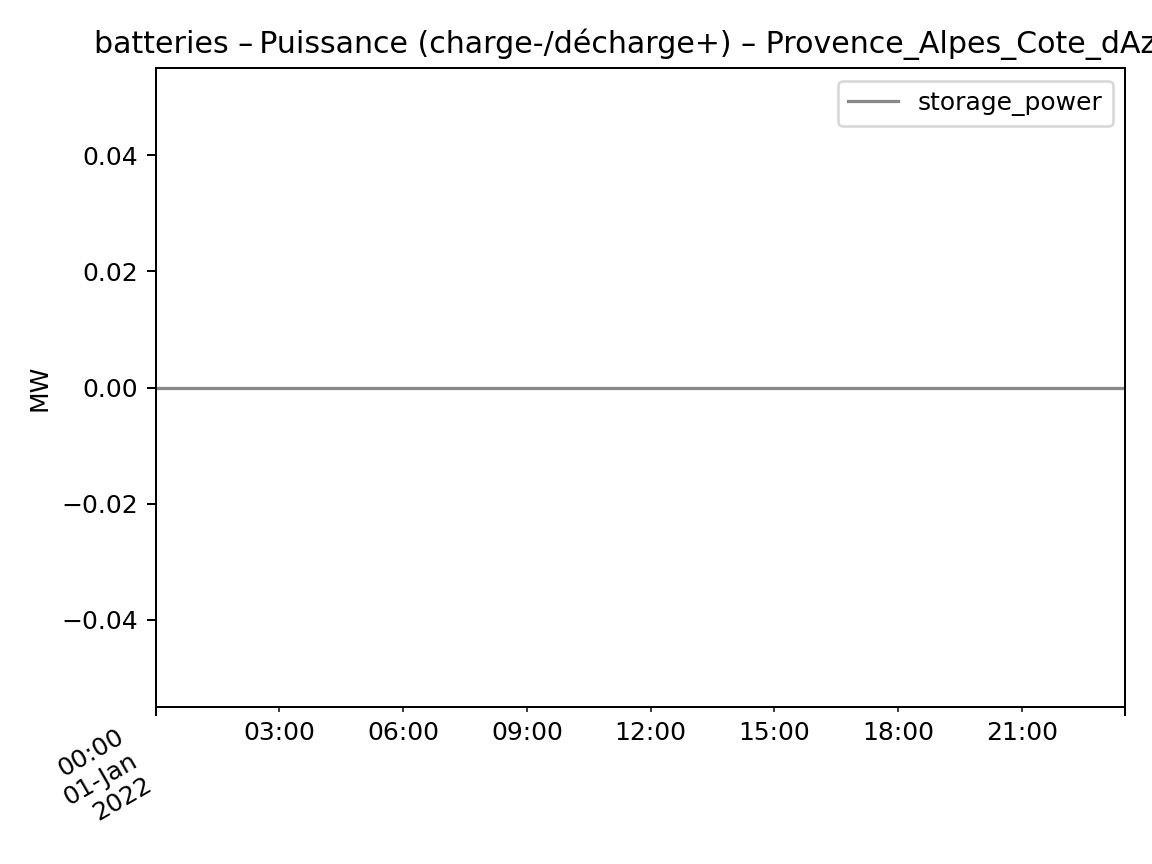 batteries – Puissance (charge-/décharge+) – Provence_Alpes_Cote_dAz
storage_power
0.04
0.02
0.00
−0.02
−0.04
MW
00:00
01-Jan
2022
03:00 06:00 09:00 12:00 15:00 18:00 21:00